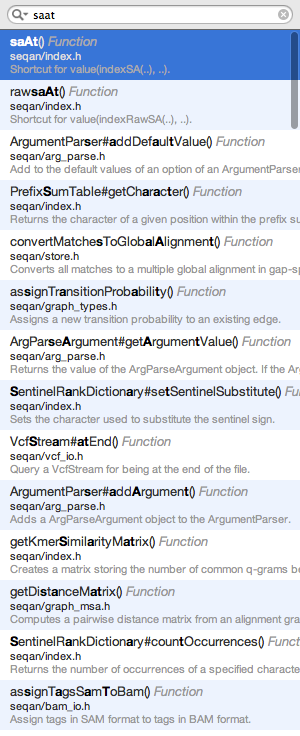 saat
saAt() Function
seqan/index.h
Shortcut for value(indexSA(..), ..).
rawsaAt() Function
seqan/index.h
Shortcut for value(indexRawSA(..), ..).
ArgumentParser#addDefaultValue() Function
seqan/arg_parse.h
Add to the default values of an option of an ArgumentParser
PrefixSumTable#getCharacter() Function
seqan/index.h
Returns the character of a given position within the prefix su
convertMatchesToGlobalAlignment() Function
seqan/store.h
Converts all matches to a multiple global alignment in gap-sp
assignTransitionProbability() Function
seqan/graph_types.h
Assigns a new transition probability to an existing edge.
ArgParseArgument#getArgumentValue() Function
seqan/arg_parse.h
Returns the value of the ArgParseArgument object. If the Ar
SentinelRankDictionary#setSentinelSubstitute() Function
seqan/index.h
Sets the character used to substitute the sentinel sign.
VcfStream#atEnd() Function
seqan/vcf_io.h
Query a VcfStream for being at the end of the file.
ArgumentParser#addArgument() Function
seqan/arg_parse.h
Adds a ArgParseArgument object to the ArgumentParser.
getKmerSimilarityMatrix() Function
seqan/index.h
Creates a matrix storing the number of common q-grams be
getDistanceMatrix() Function
seqan/graph_msa.h
Computes a pairwise distance matrix from an alignment gra
SentinelRankDictionary#countOccurrences() Function
seqan/index.h
Returns the number of occurrences of a specified characte
assignTagsSamToBam() Function
seqan/bam_io.h
Assign tags in SAM format to tags in BAM format.